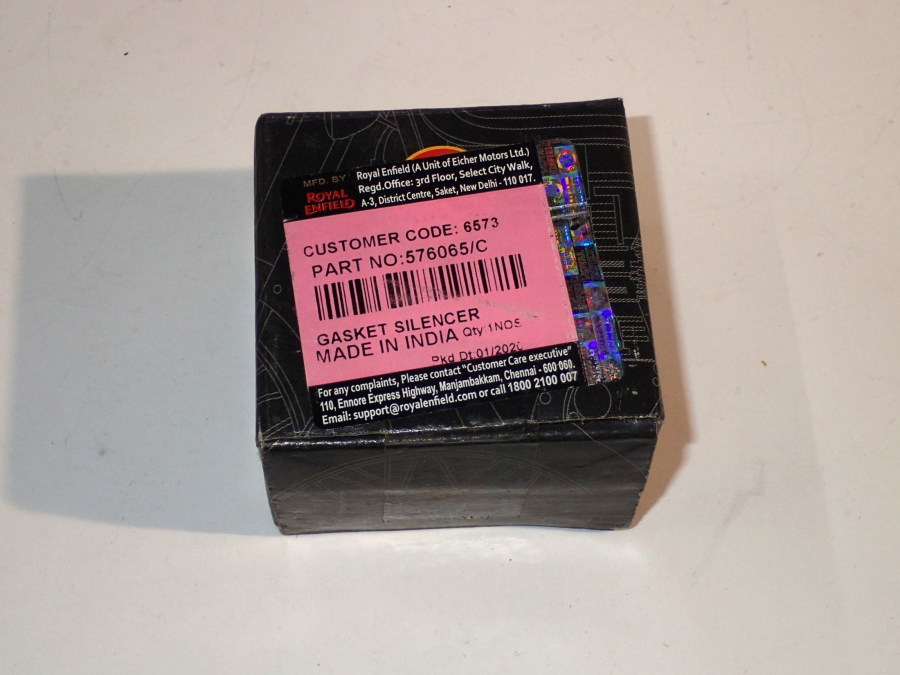 MFD. BY
ROYAL
ENFIELD
Royal Enfield (A Unit of Eicher Motors Ltd.)
Regd.Office: 3rd Floor, Select City Walk,
A-3, District Centre, Saket, New Delhi - 110 017.
CUSTOMER CODE: 6573
PART NO:576065/C
GASKET SILENCER
MADE IN INDIA Qty 1NOS
Pkd Dt:01/2020
For any complaints, Please contact "Customer Care executive"
110, Ennore Express Highway, Manjambakkam, Chennai - 600 060.
Email: support@royalenfield.com or call 1800 2100 007